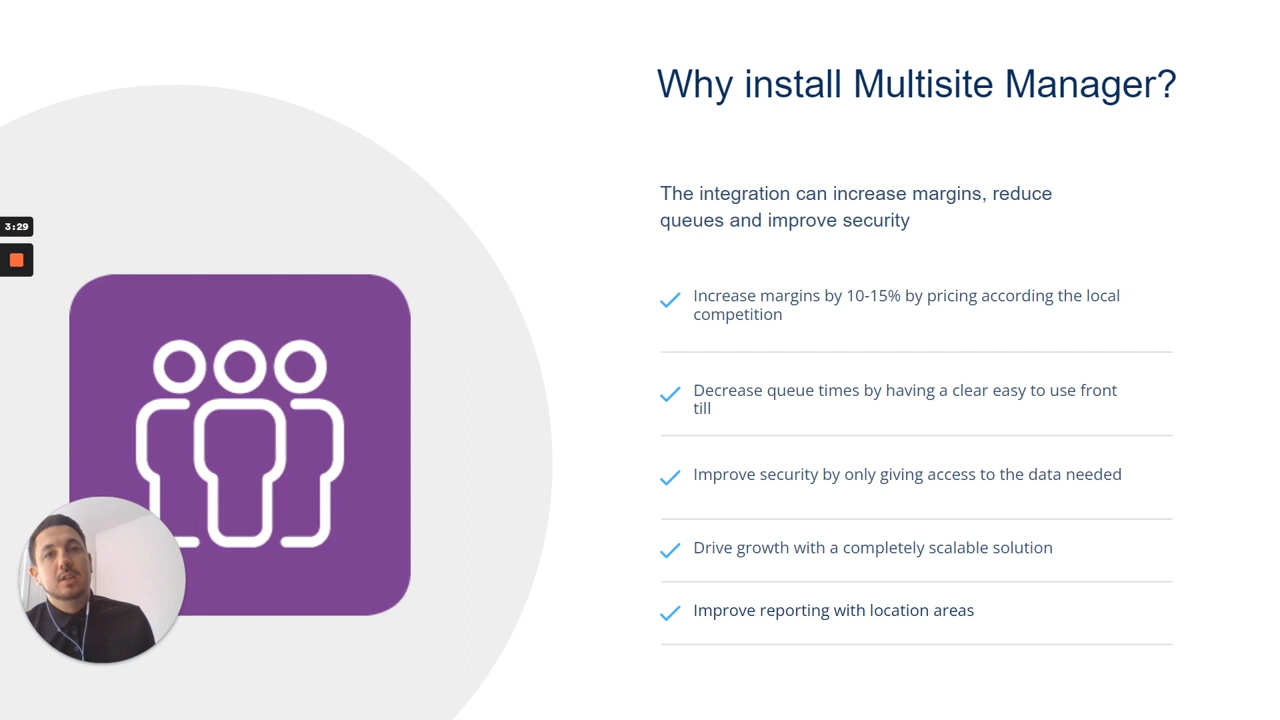 Why install Multisite Manager?
The integration can increase margins, reduce
queues and improve security
3:29
Increase margins by 10-15% by pricing according the local
competition
Decrease queue times by having a clear easy to use front
till
Improve security by only giving access to the data needed
Drive growth with a completely scalable solution
Improve reporting with location areas